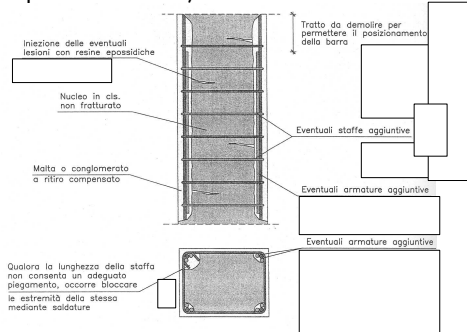 Tratto da demolire per
permettere il posizionamento
della barra
Iniezione delle eventuali
lesioni con resine epossidiche
Nucleo in cls.
non fratturato
Eventuali staffe aggiuntive
Malta o conglomerato
a ritiro compensato
Eventuali armature aggiuntive
Eventuali armature aggiuntive
Qualora la lunghezza della staffa
non consenta un adeguato
piegamento, occorre bloccare
le estremità della stessa
mediante saldature